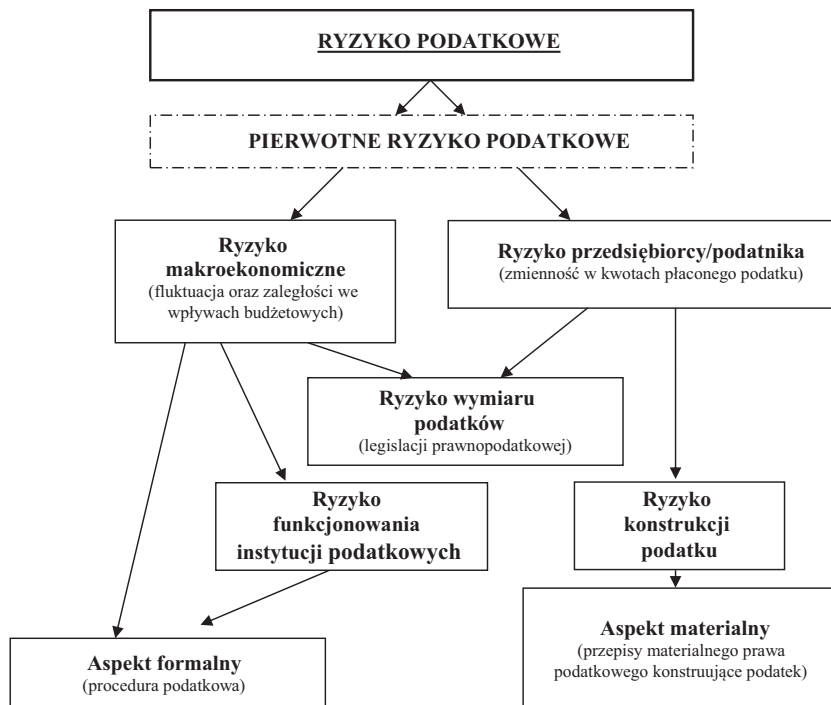 RYZYKO PODATKOWE
PIERWOTNE RYZYKO PODATKOWE
Ryzyko
makroekonomiczne
(fluktuacja oraz zaległości we
wpływach budżetowych)
Ryzyko przedsiębiorcy/podatnika
(zmienność w kwotach płaconego podatku)
Ryzyko wymiaru
podatków
(legislacji prawnopodatkowej)
Ryzyko
funkcjonowania
instytucji podatkowych
Ryzyko
konstrukcji
podatku
Aspekt formalny
(procedura podatkowa)
Aspekt materialny
(przepisy materialnego prawa
podatkowego konstruujące podatek)